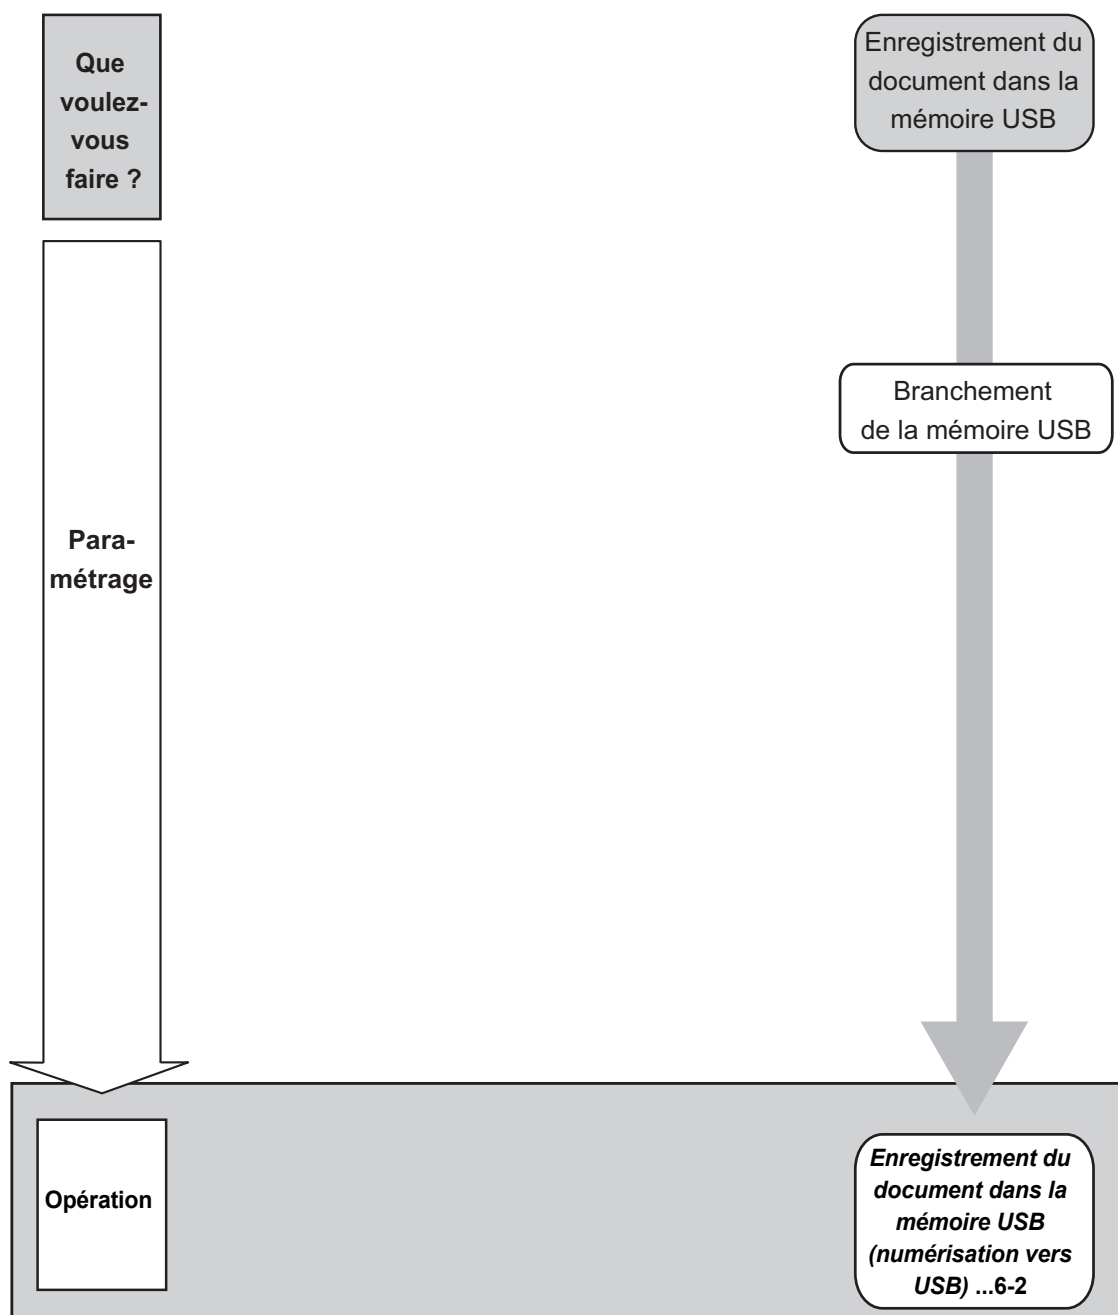 Que
voulez-
vous
faire ?
Enregistrement du
document dans la
mémoire USB
Branchement
de la mémoire USB
Para-
métrage
Opération
Enregistrement du
document dans la
mémoire USB
(numérisation vers
USB) ...6-2